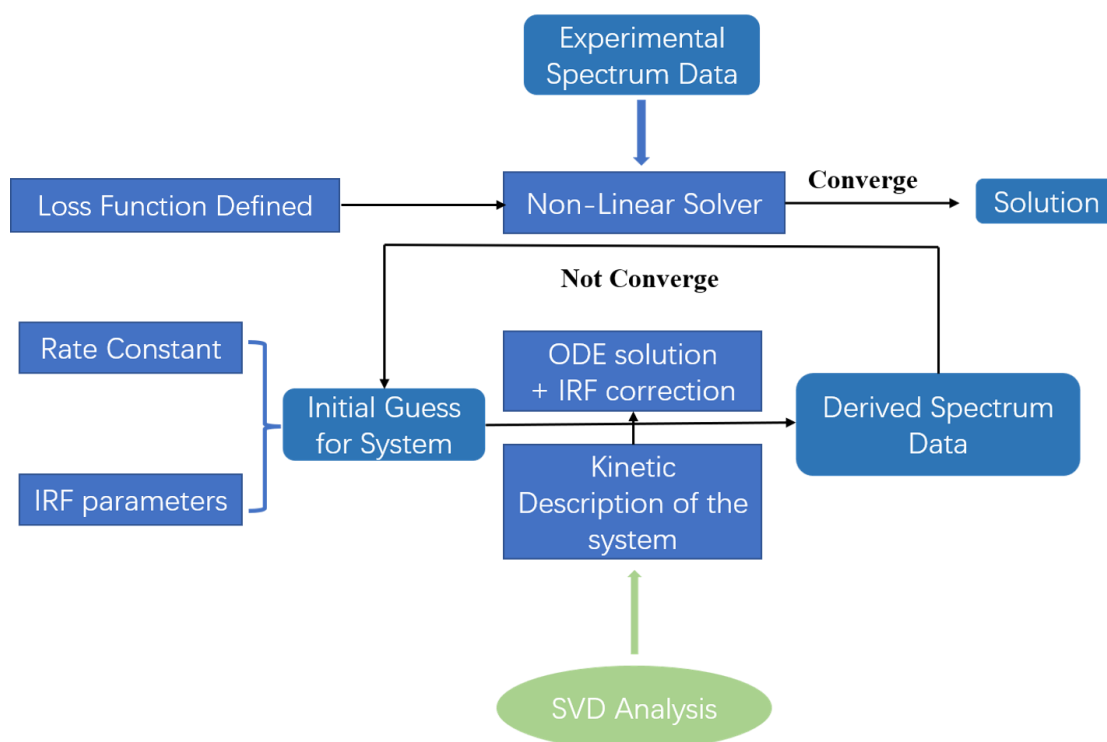 Experimental
Spectrum Data
Loss Function Defined
Non-Linear Solver
Converge
Solution
Not Converge
Rate Constant
ODE solution
+ IRF correction
Initial Guess
for System
Derived Spectrum
Data
IRF parameters
Kinetic
Description of the
system
SVD Analysis